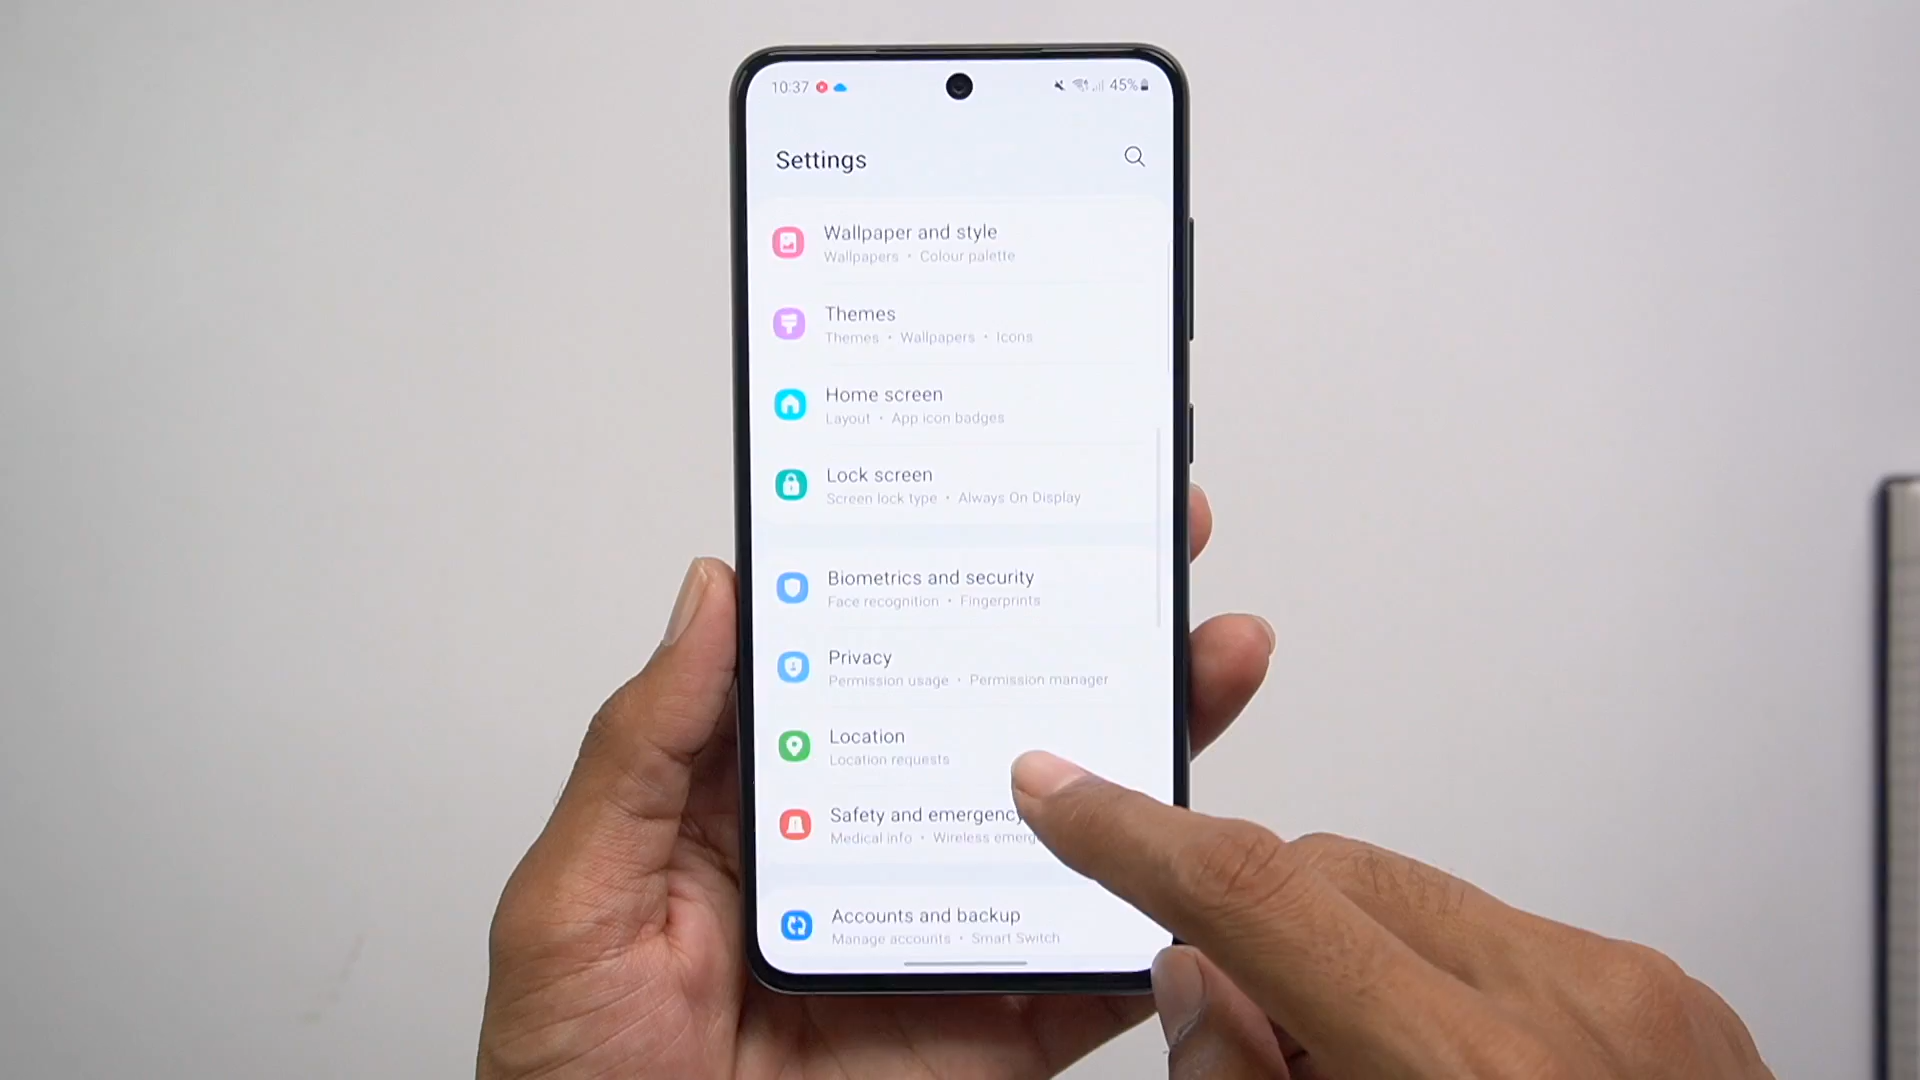 10:37 45%
Settings
Wallpaper and style
Wallpapers • Colour palette
Themes
Themes • Wallpapers • Icons
Home screen
Layout • App icon badges
Lock screen
Screen lock type • Always On Display
Biometrics and security
Face recognition • Fingerprints
Privacy
Permission usage • Permission manager
Location
Location requests
Safety and emergency
Medical info • Wireless emerg
Accounts and backup
Manage accounts • Smart Switch